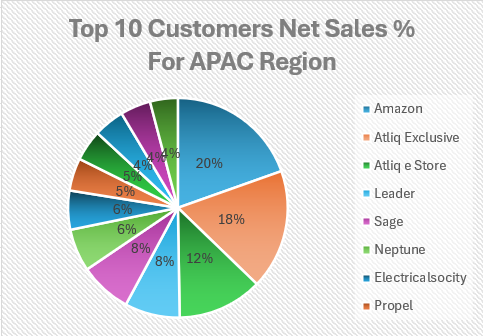 Top 10 Customers Net Sales %
For APAC Region
20%
18%
12%
8%
8%
6%
6%
5%
5%
4%
4%
4%
Amazon
Atliq Exclusive
Atliq e Store
Leader
Sage
Neptune
Electricalsocity
Propel